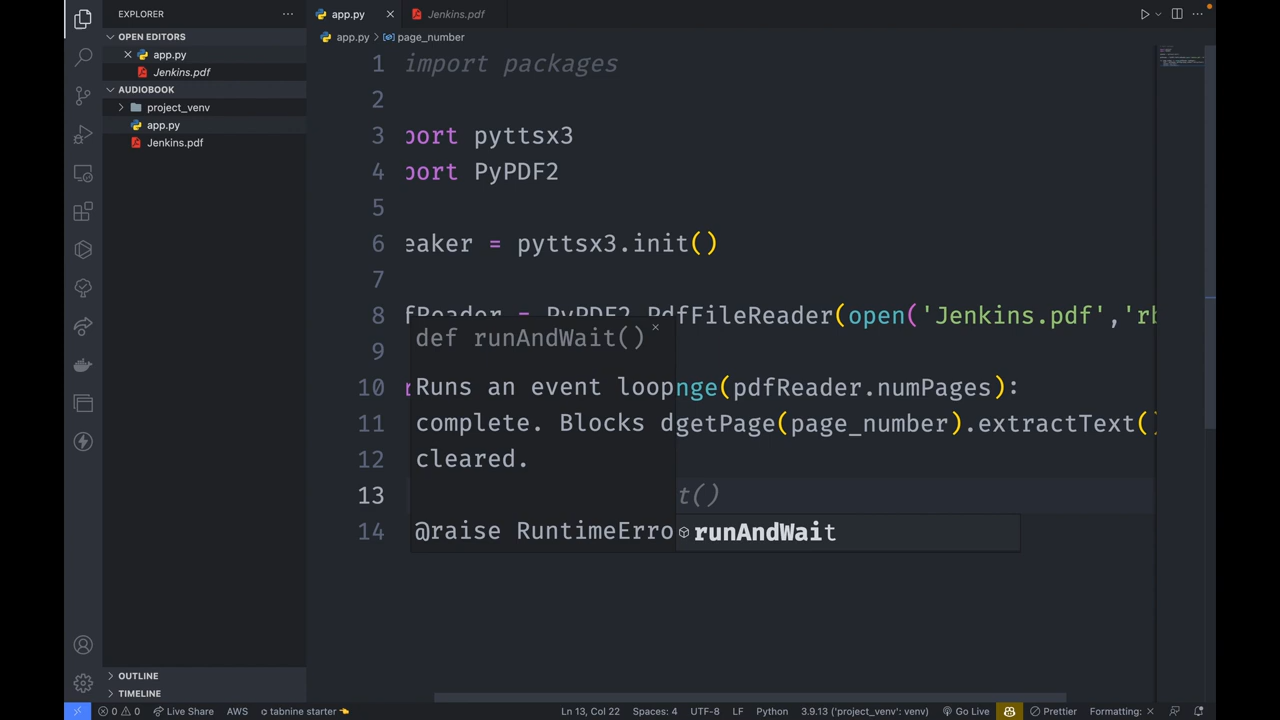 EXPLORER
app.py
Jenkins.pdf
OPEN EDITORS
app.py > page_number
app.py
Jenkins.pdf
AUDIOBOOK
project_venv
app.py
Jenkins.pdf
1 import packages
2
3 port pyttsx3
4 port PyPDF2
5
6 eaker = pyttsx3.init()
7
8 fReader = PyPDF2.PdfFileReader(open('Jenkins.pdf','rb
9 def runAndWait()
10 Runs an event loop nge(pdfReader.numPages):
11 complete. Blocks d getPage(page_number).extractText()
12 cleared.
13 t()
14 @raise RuntimeErro runAndWait
OUTLINE
TIMELINE
0 0 Live Share AWS tabnine starter Ln 13, Col 22 Spaces: 4 UTF-8 LF Python 3.9.13 ('project_venv': venv) Go Live Prettier Formatting: ×